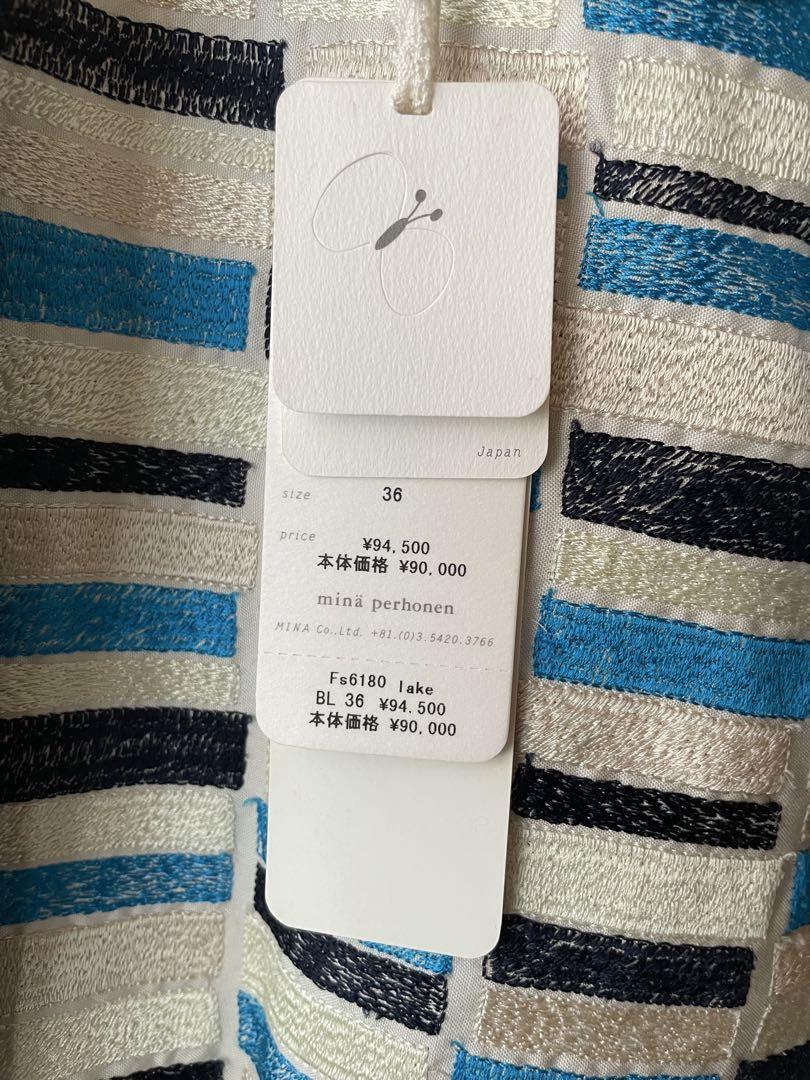 Japan
size 36
price ¥94,500
本体価格 ¥90,000
minä perhonen
MINA Co.,Ltd. +81.(0)3.5420.3766
Fs6180 lake
BL 36 ¥94,500
本体価格 ¥90,000